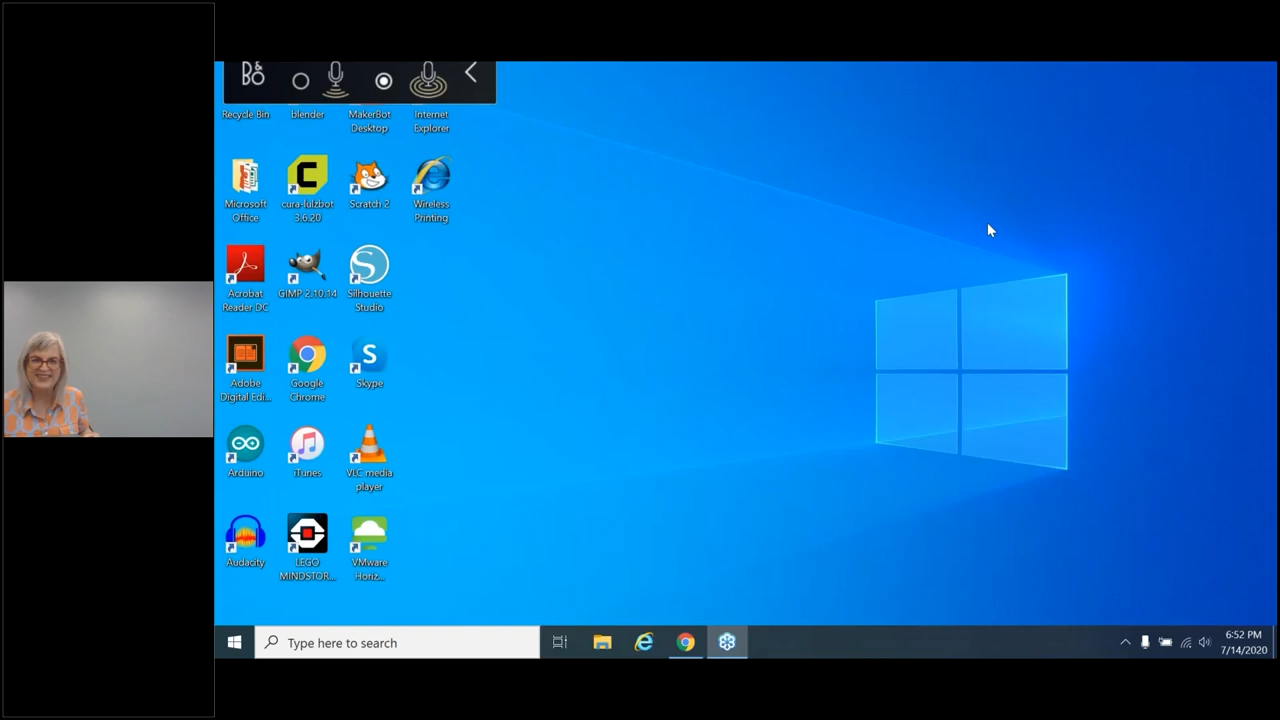 B&O
Recycle Bin
blender
MakerBot
Desktop
Internet
Explorer
Microsoft
Office
cura-lulzbot
3.6.20
Scratch 2
Wireless
Printing
Acrobat
Reader DC
GIMP 2.10.14
Silhouette
Studio
Adobe
Digital Edi...
Google
Chrome
Skype
Arduino
iTunes
VLC media
player
Audacity
LEGO
MINDSTOR...
VMware
Horiz...
Type here to search
6:52 PM
7/14/2020